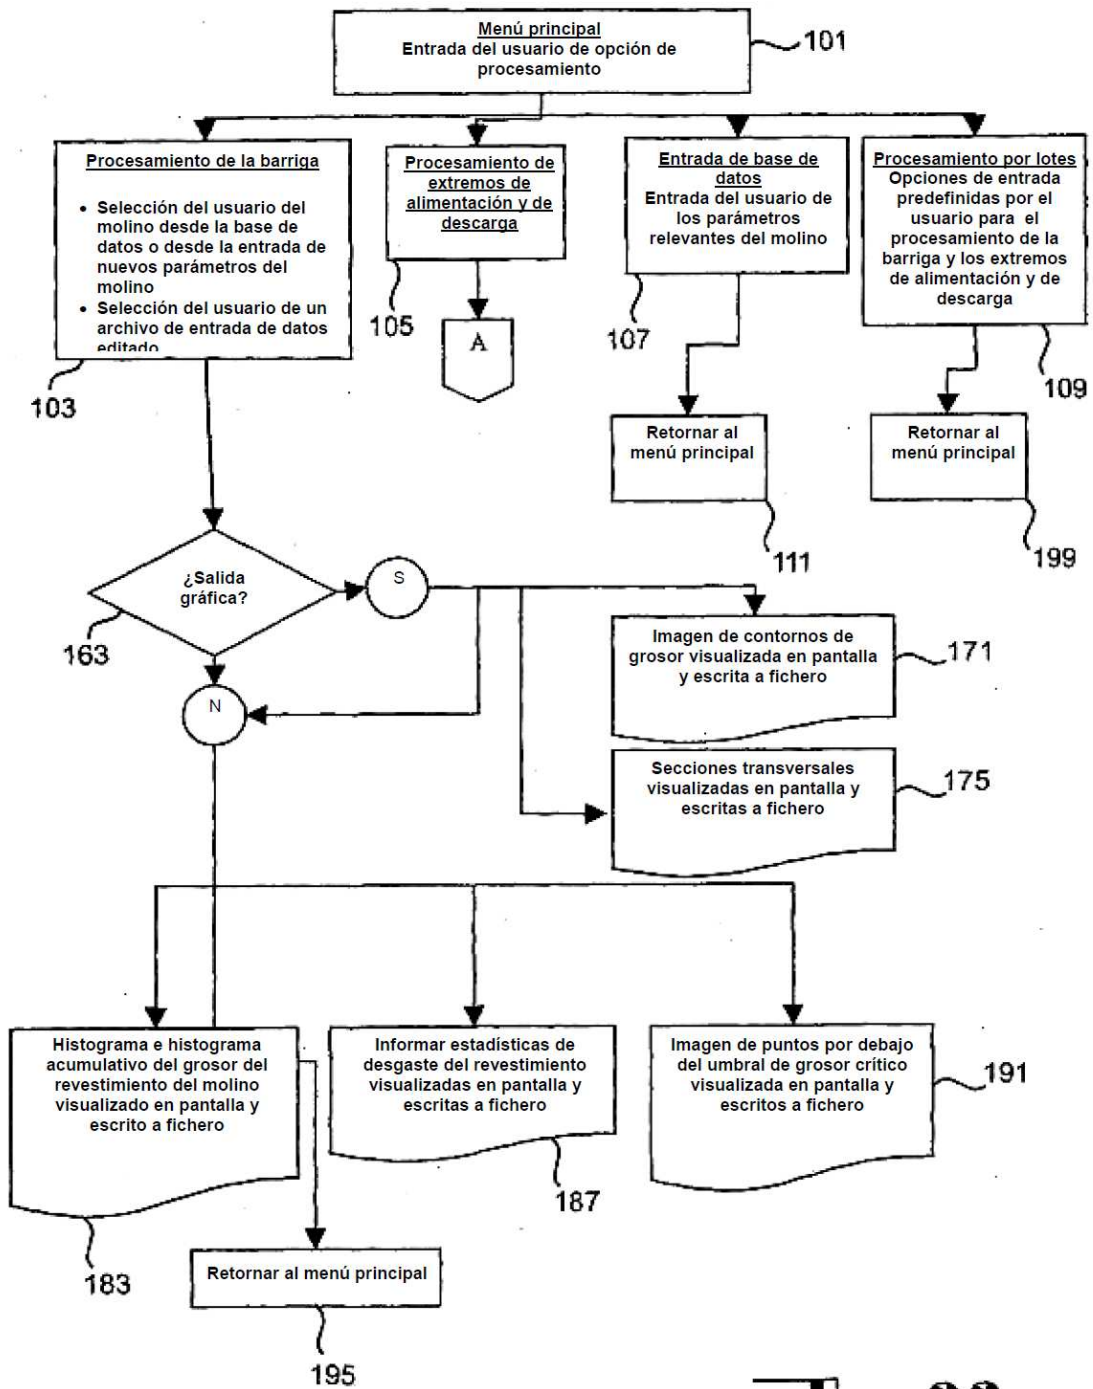 Menú principal
Entrada del usuario de opción de
procesamiento
101
Procesamiento de la barriga
• Selección del usuario del
molino desde la base de
datos o desde la entrada de
nuevos parámetros del
molino
• Selección del usuario de un
archivo de entrada de datos
editado
103
Procesamiento de
extremos de
alimentación y de
descarga
105
A
Entrada de base de
datos
Entrada del usuario de
los parámetros
relevantes del molino
107
Procesamiento por lotes
Opciones de entrada
predefinidas por el
usuario para el
procesamiento de la
barriga y los extremos
de alimentación y de
descarga
109
Retornar al
menú principal
111
Retornar al
menú principal
199
¿Salida
gráfica?
163
S
N
Imagen de contornos de
grosor visualizada en pantalla
y escrita a fichero
171
Secciones transversales
visualizadas en pantalla y
escritas a fichero
175
Histograma e histograma
acumulativo del grosor del
revestimiento del molino
visualizado en pantalla y
escrito a fichero
183
Informar estadísticas de
desgaste del revestimiento
visualizadas en pantalla y
escritas a fichero
187
Imagen de puntos por debajo
del umbral de grosor crítico
visualizada en pantalla y
escritos a fichero
191
Retornar al menú principal
195